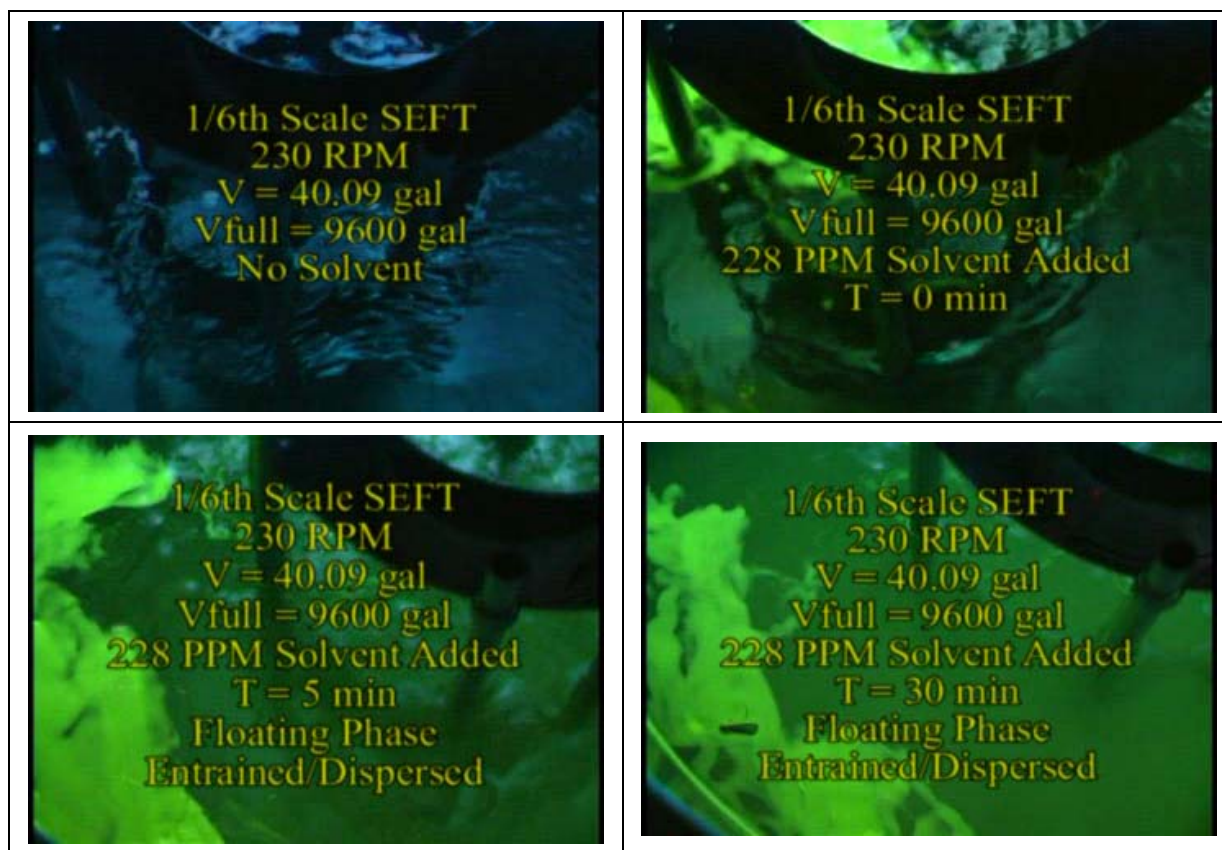 1/6th Scale SEFT
230 RPM
V = 40.09 gal
Vfull = 9600 gal
No Solvent
1/6th Scale SEFT
230 RPM
V = 40.09 gal
Vfull = 9600 gal
228 PPM Solvent Added
T = 0 min
1/6th Scale SEFT
230 RPM
V = 40.09 gal
Vfull = 9600 gal
228 PPM Solvent Added
T = 5 min
Floating Phase
Entrained/Dispersed
1/6th Scale SEFT
230 RPM
V = 40.09 gal
Vfull = 9600 gal
228 PPM Solvent Added
T = 30 min
Floating Phase
Entrained/Dispersed